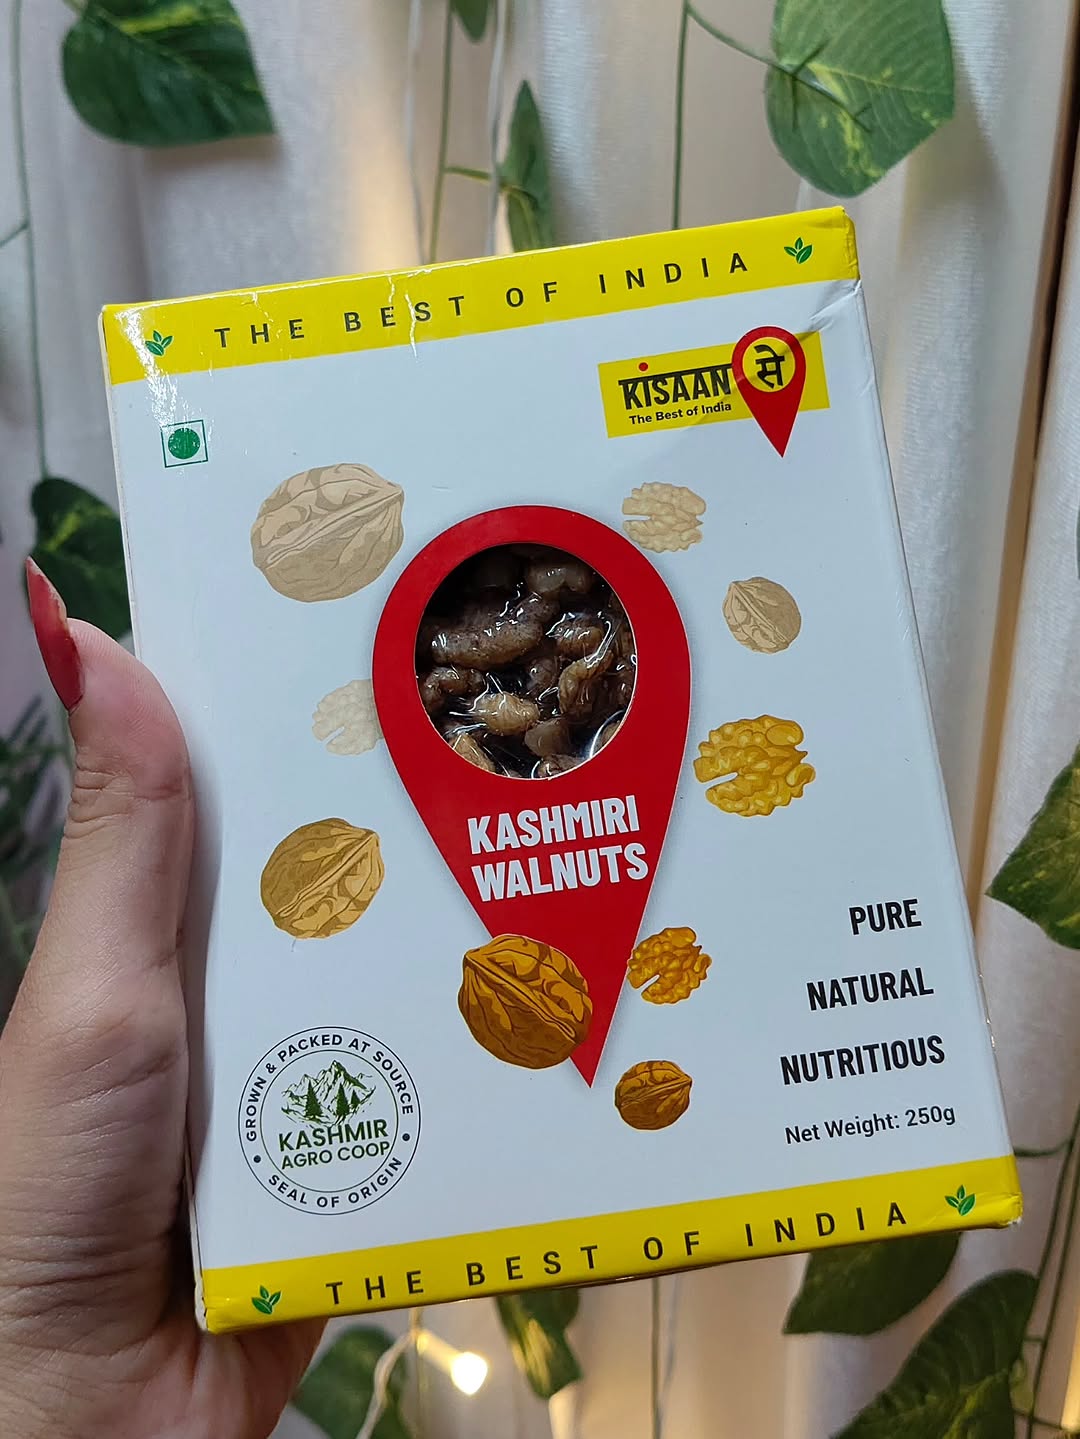 THE BEST OF INDIA
KISAAN से
The Best of India
KASHMIRI
WALNUTS
PURE
NATURAL
NUTRITIOUS
Net Weight: 250g
GROWN & PACKED AT SOURCE
KASHMIR
AGRO COOP
SEAL OF ORIGIN
THE BEST OF INDIA